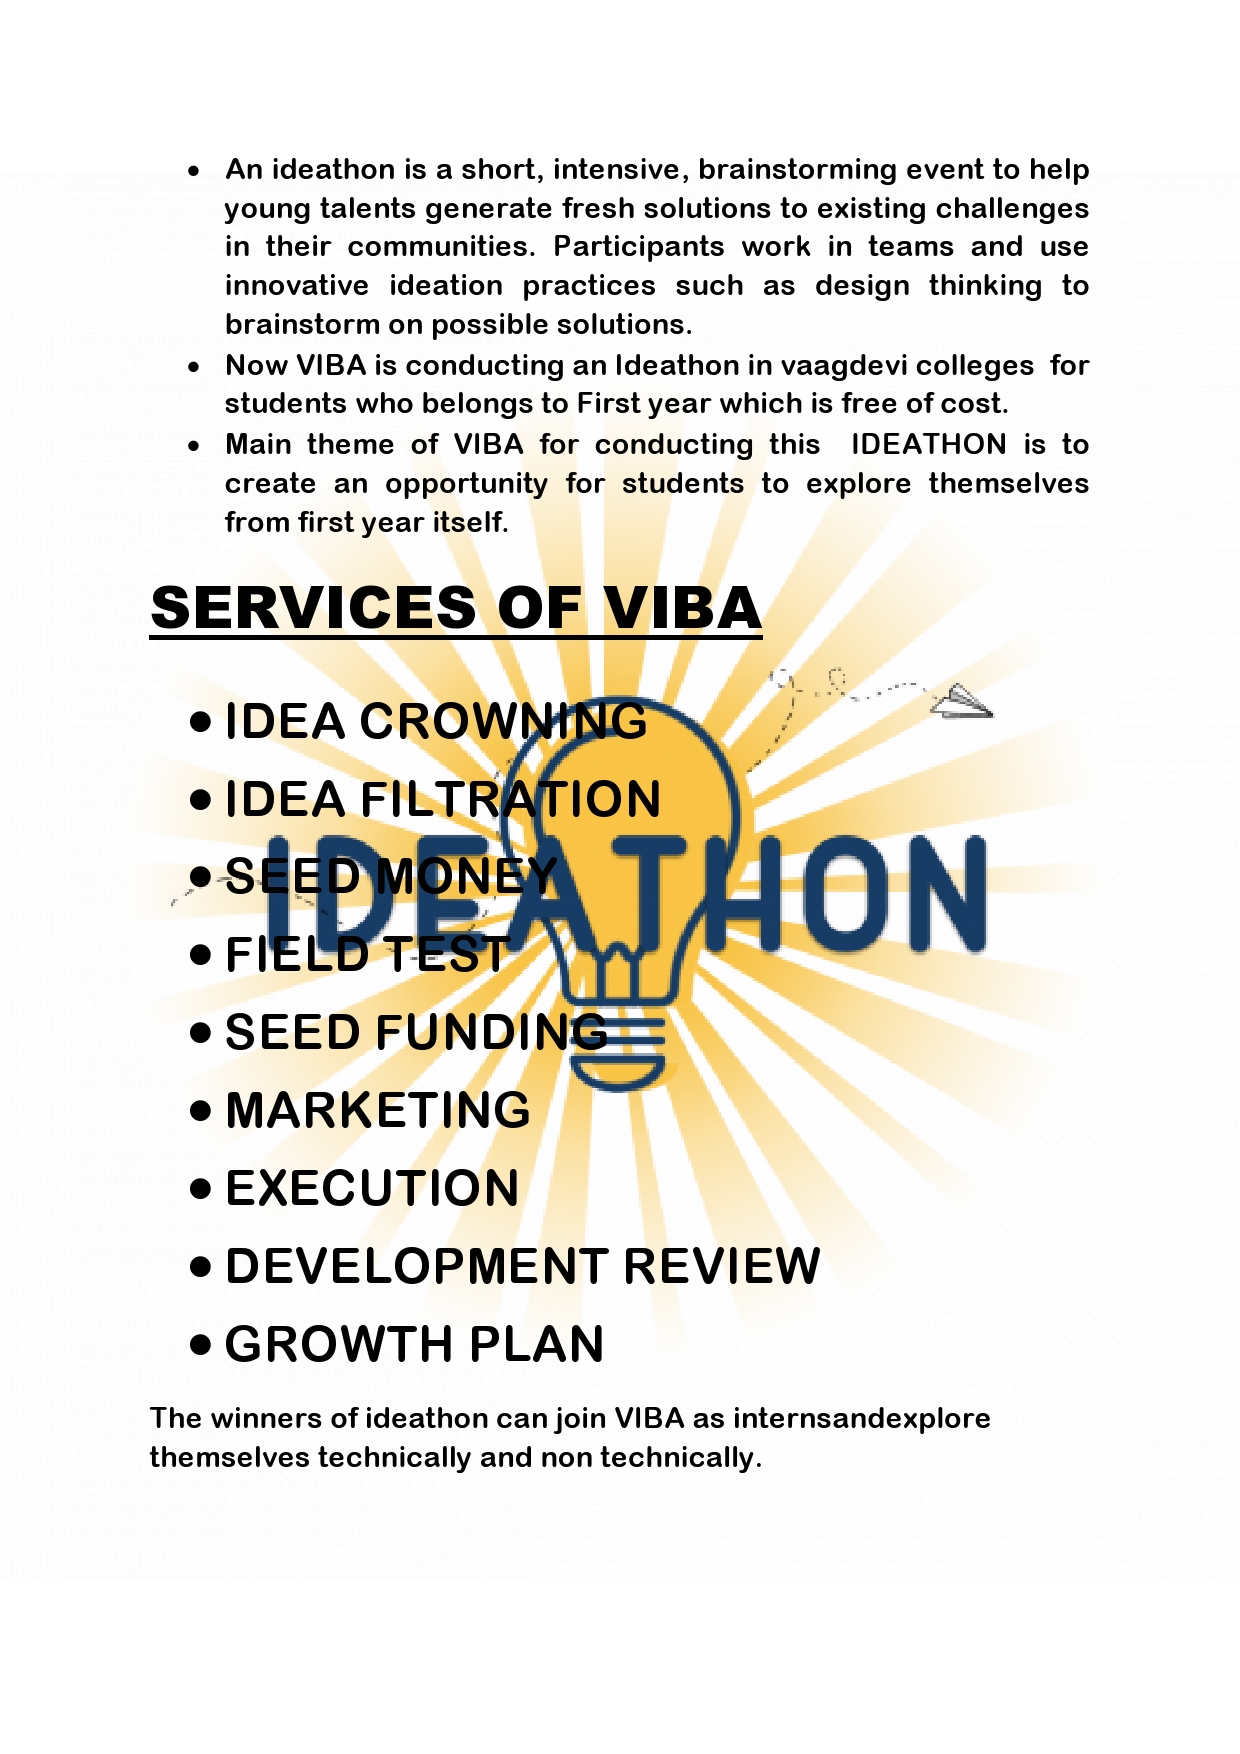 • An ideathon is a short, intensive, brainstorming event to help
young talents generate fresh solutions to existing challenges
in their communities. Participants work in teams and use
innovative ideation practices such as design thinking to
brainstorm on possible solutions.
• Now VIBA is conducting an Ideathon in vaagdevi colleges  for
students who belongs to First year which is free of cost.
• Main theme of VIBA for conducting this  IDEATHON is to
create an opportunity for students to explore themselves
from first year itself.
SERVICES OF VIBA
• IDEA CROWNING
• IDEA FILTRATION
IDEATHON
• SEED MONEY
• FIELD TEST
• SEED FUNDING
• MARKETING
• EXECUTION
• DEVELOPMENT REVIEW
• GROWTH PLAN
The winners of ideathon can join VIBA as internsandexplore
themselves technically and non technically.